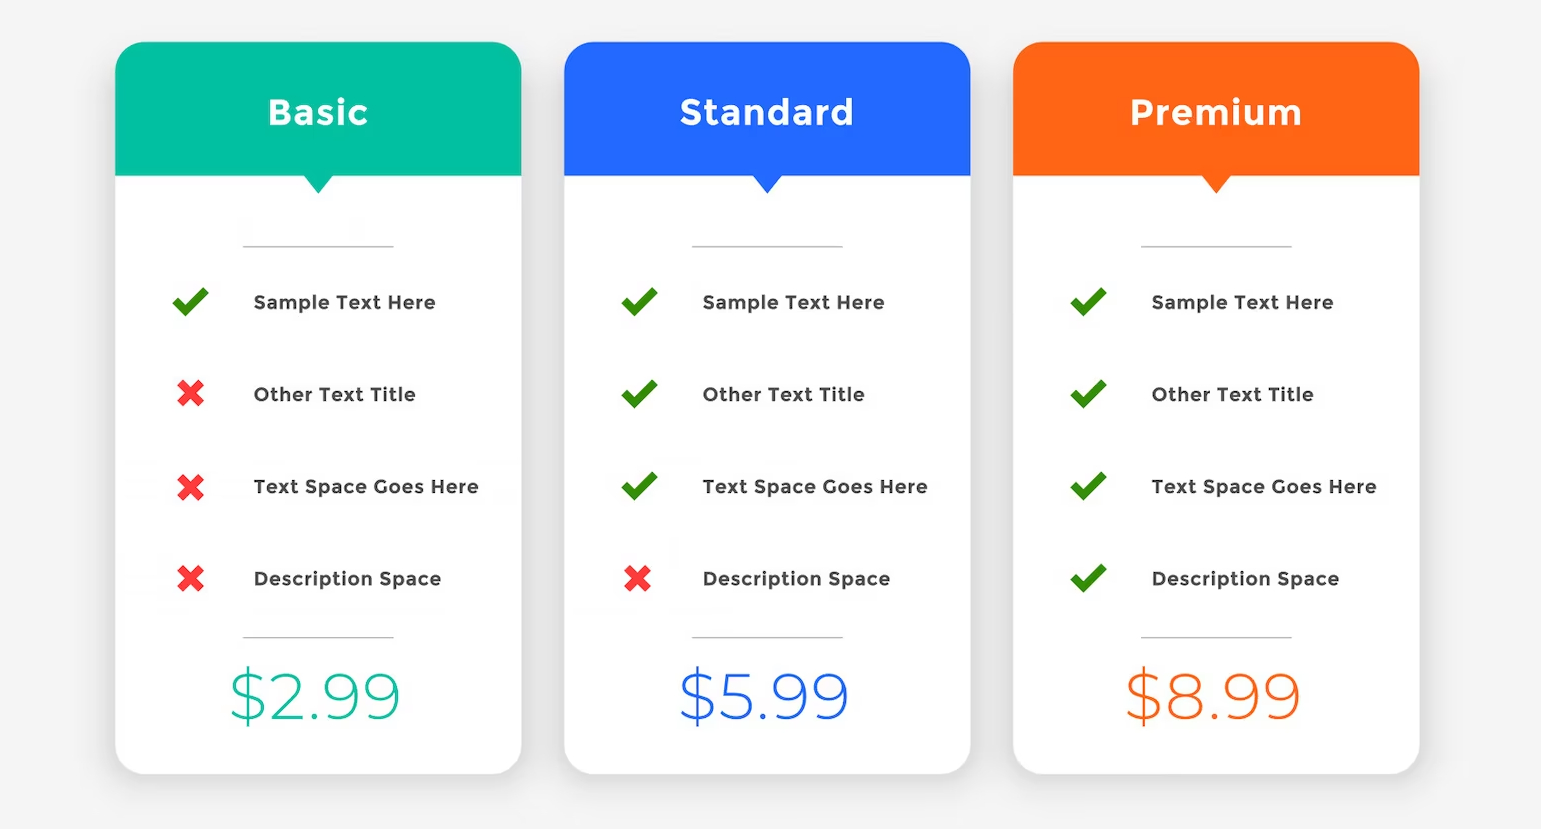 Basic
Sample Text Here
Other Text Title
Text Space Goes Here
Description Space
$2.99
Standard
Sample Text Here
Other Text Title
Text Space Goes Here
Description Space
$5.99
Premium
Sample Text Here
Other Text Title
Text Space Goes Here
Description Space
$8.99